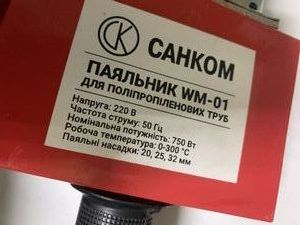 СК САНКОМ
ПАЯЛЬНИК WM-01
ДЛЯ ПОЛІПРОПІЛЕНОВИХ ТРУБ
Напруга: 220 В
Частота струму: 50 Гц
Номінальна потужність: 750 Вт
Робоча температура: 0-300 °C
Паяльні насадки: 20, 25, 32 мм